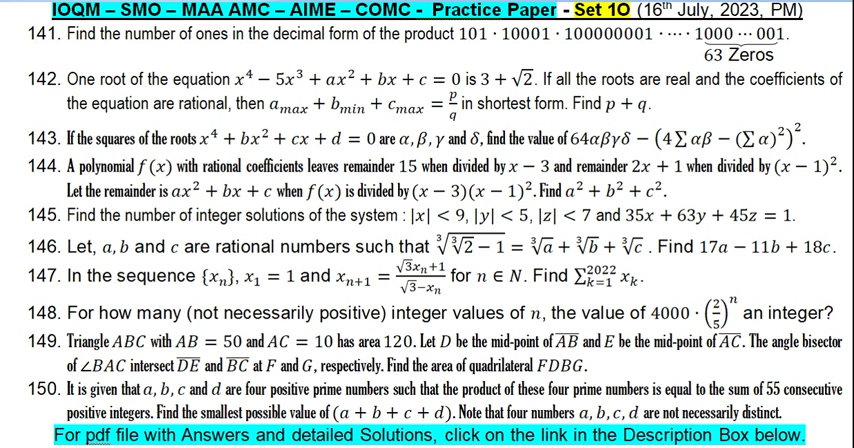 IOQM – SMO – MAA AMC – AIME – COMC - Practice Paper - Set 10 (16th July, 2023, PM)
141. Find the number of ones in the decimal form of the product 101 · 10001 · 100000001 · ⋯ · 1000 ⋯ 001.
63 Zeros
142. One root of the equation x⁴ − 5x³ + ax² + bx + c = 0 is 3 + √2. If all the roots are real and the coefficients of
the equation are rational, then a_max + b_min + c_max = p/q in shortest form. Find p + q.
143. If the squares of the roots x⁴ + bx² + cx + d = 0 are α, β, γ and δ, find the value of 64αβγδ − (4∑αβ − (∑α)²)².
144. A polynomial f(x) with rational coefficients leaves remainder 15 when divided by x − 3 and remainder 2x + 1 when divided by (x − 1)².
Let the remainder is ax² + bx + c when f(x) is divided by (x − 3)(x − 1)². Find a² + b² + c².
145. Find the number of integer solutions of the system : |x| < 9, |y| < 5, |z| < 7 and 35x + 63y + 45z = 1.
146. Let, a, b and c are rational numbers such that ∛(∛2 − 1) = ∛a + ∛b + ∛c . Find 17a − 11b + 18c.
147. In the sequence {xₙ}, x₁ = 1 and xₙ₊₁ = (√3xₙ+1)/(√3−xₙ) for n ∈ N. Find ∑_{k=1}^{2022} x_k.
148. For how many (not necessarily positive) integer values of n, the value of 4000 · (2/5)ⁿ an integer?
149. Triangle ABC with AB = 50 and AC = 10 has area 120. Let D be the mid-point of A̅B̅ and E be the mid-point of A̅C̅. The angle bisector
of ∠BAC intersect D̅E̅ and B̅C̅ at F and G, respectively. Find the area of quadrilateral FDBG.
150. It is given that a, b, c and d are four positive prime numbers such that the product of these four prime numbers is equal to the sum of 55 consecutive
positive integers. Find the smallest possible value of (a + b + c + d). Note that four numbers a, b, c, d are not necessarily distinct.
For pdf file with Answers and detailed Solutions, click on the link in the Description Box below.